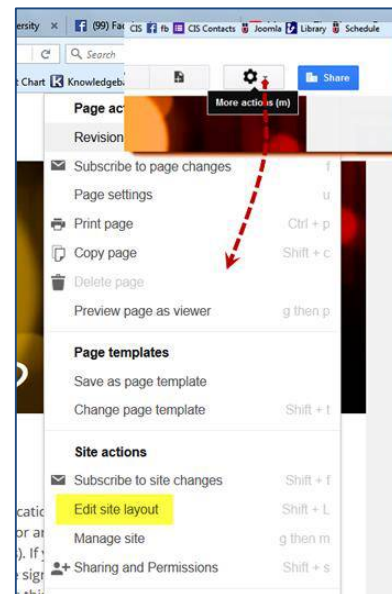 ersity × (99) Fac CIS fb CIS Contacts Joomla Library Schedule
C Search
t Chart Knowledgeb Share
More actions (m)
Page act
Revision
Subscribe to page changes f
Page settings u
Print page Ctrl + p
Copy page Shift + c
Delete page
Preview page as viewer g then p
Page templates
Save as page template
Change page template Shift + t
Site actions
Subscribe to site changes Shift + f
Edit site layout Shift + L
Manage site g then m
Sharing and Permissions Shift + s
catio
or an
). If y
sign